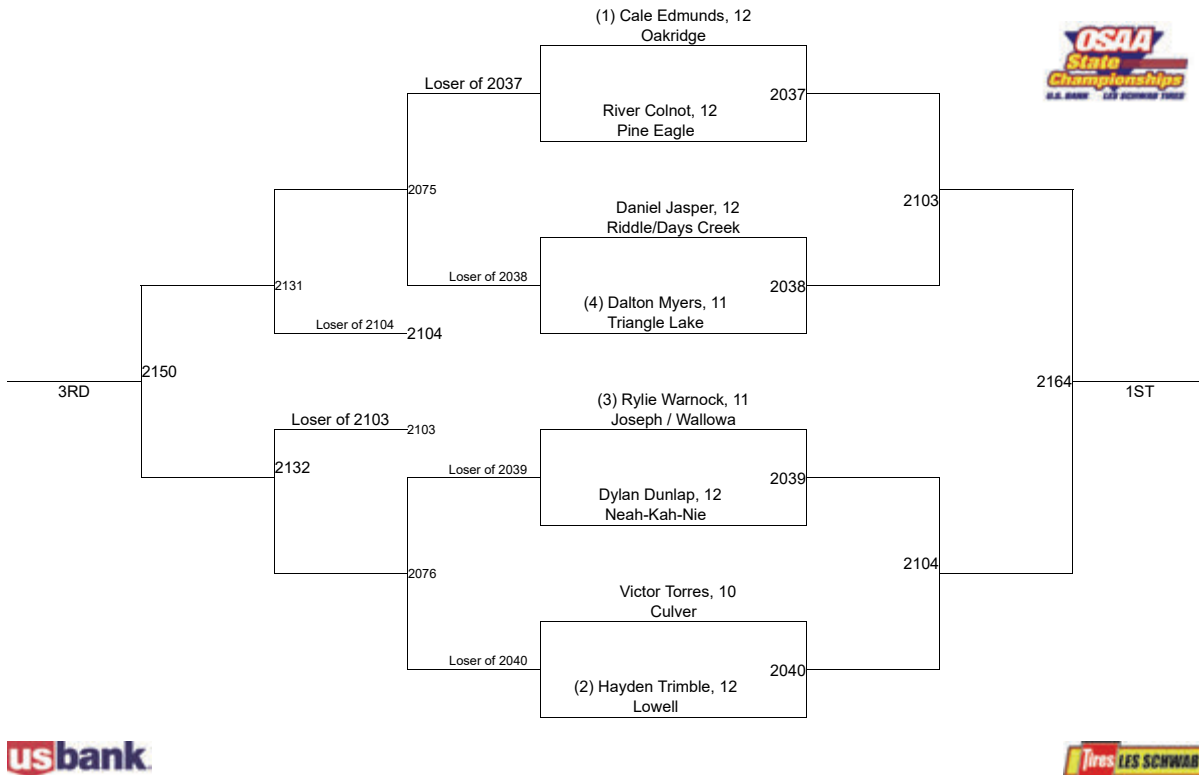 (1) Cale Edmunds, 12
Oakridge
OSAA
State
Championships
U.S. BANK LES SCHWAB TIRES
Loser of 2037
2037
River Colnot, 12
Pine Eagle
2075
2103
Daniel Jasper, 12
Riddle/Days Creek
Loser of 2038
2038
2131
(4) Dalton Myers, 11
Triangle Lake
Loser of 2104
2104
2150
3RD
2164
1ST
(3) Rylie Warnock, 11
Joseph / Wallowa
Loser of 2103
2103
2132
Loser of 2039
2039
Dylan Dunlap, 12
Neah-Kah-Nie
2076
2104
Victor Torres, 10
Culver
Loser of 2040
2040
(2) Hayden Trimble, 12
Lowell
usbank
Tires LES SCHWAB